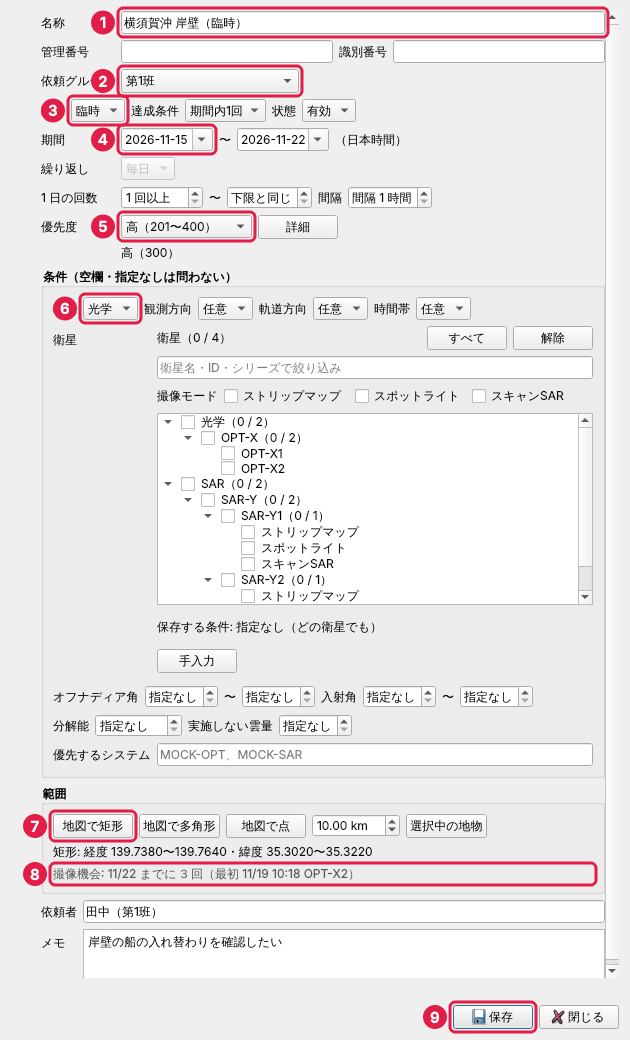 名称 1 横須賀沖 岸壁（臨時）
管理番号 識別番号
依頼グル 2 第1班
3 臨時 達成条件 期間内1回 状態 有効
期間 4 2026-11-15 〜 2026-11-22 （日本時間）
繰り返し 毎日
1日の回数 1 回以上 〜 下限と同じ 間隔 間隔 1 時間
優先度 5 高（201〜400） 詳細
高（300）
条件（空欄・指定なしは問わない）
6 光学 観測方向 任意 軌道方向 任意 時間帯 任意
衛星 衛星（0 / 4） すべて 解除
衛星名・ID・シリーズで絞り込み
撮像モード ストリップマップ スポットライト スキャンSAR
光学（0 / 2）
OPT-X（0 / 2）
OPT-X1
OPT-X2
SAR（0 / 2）
SAR-Y（0 / 2）
SAR-Y1（0 / 1）
ストリップマップ
スポットライト
スキャンSAR
SAR-Y2（0 / 1）
ストリップマップ
保存する条件: 指定なし（どの衛星でも）
手入力
オフナディア角 指定なし 〜 指定なし 入射角 指定なし 〜 指定なし
分解能 指定なし 実施しない雲量 指定なし
優先するシステム MOCK-OPT、MOCK-SAR
範囲
7 地図で矩形 地図で多角形 地図で点 10.00 km 選択中の地物
矩形: 経度 139.7380〜139.7640・緯度 35.3020〜35.3220
8 撮像機会: 11/22 までに 3 回（最初 11/19 10:18 OPT-X2）
依頼者 田中（第1班）
メモ 岸壁の船の入れ替わりを確認したい
9 保存 閉じる